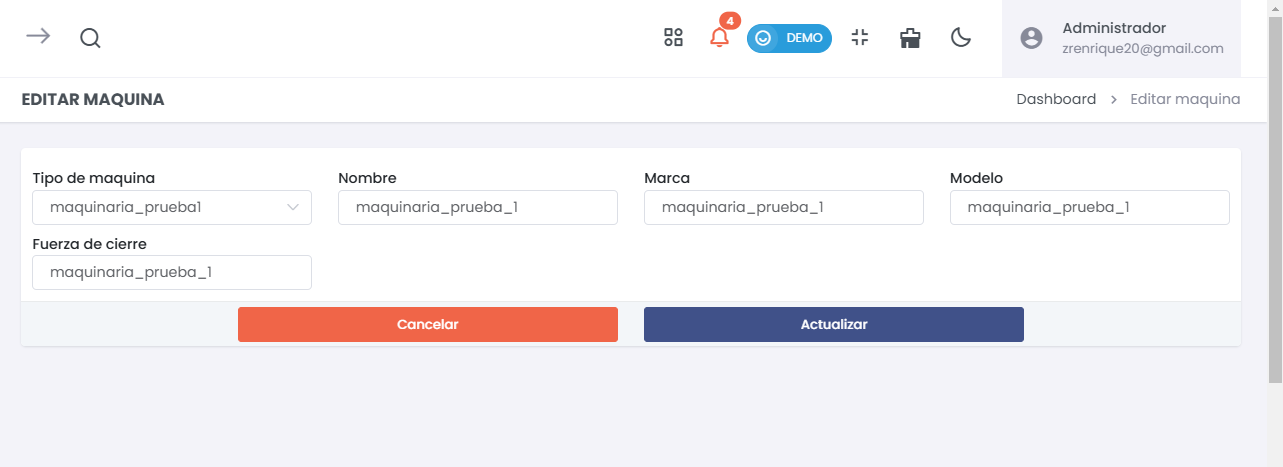 4
DEMO
Administrador
zrenrique20@gmail.com
EDITAR MAQUINA
Dashboard > Editar maquina
Tipo de maquina
Nombre
Marca
Modelo
maquinaria_prueba1
maquinaria_prueba_1
maquinaria_prueba_1
maquinaria_prueba_1
Fuerza de cierre
maquinaria_prueba_1
Cancelar
Actualizar